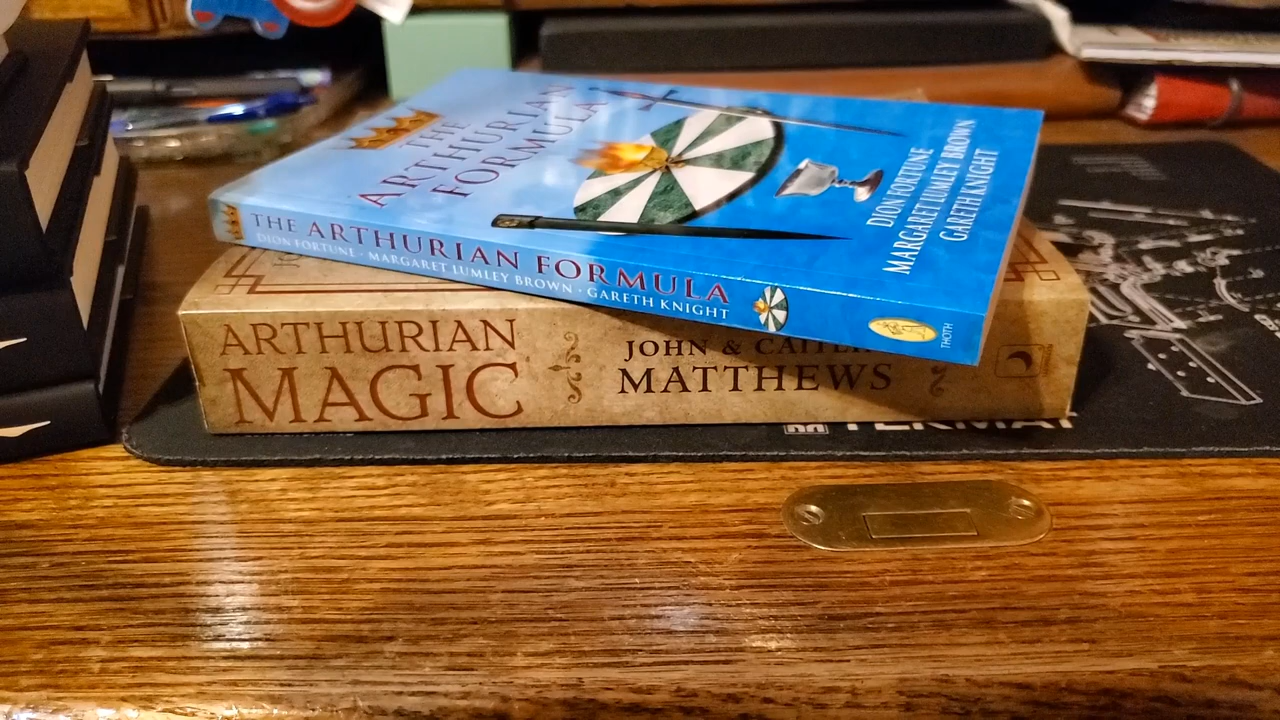 THE
ARTHURIAN
FORMULA
DION FORTUNE
MARGARET LUMLEY BROWN
GARETH KNIGHT
THE ARTHURIAN FORMULA
DION FORTUNE · MARGARET LUMLEY BROWN · GARETH KNIGHT
THOTH
ARTHURIAN
MAGIC
JOHN &
MATTHEWS